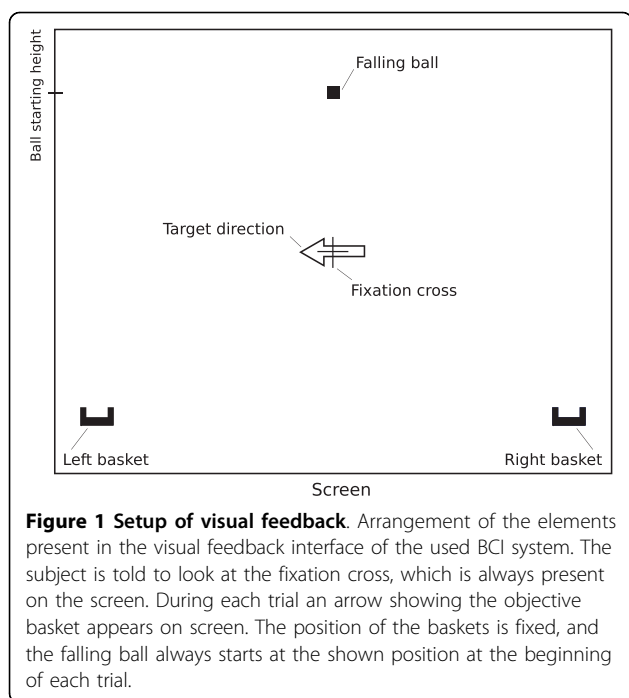 Ball starting height
Falling ball
Target direction
Fixation cross
Left basket
Right basket
Screen
Figure 1 Setup of visual feedback. Arrangement of the elements
present in the visual feedback interface of the used BCI system. The
subject is told to look at the fixation cross, which is always present
on the screen. During each trial an arrow showing the objective
basket appears on screen. The position of the baskets is fixed, and
the falling ball always starts at the shown position at the beginning
of each trial.